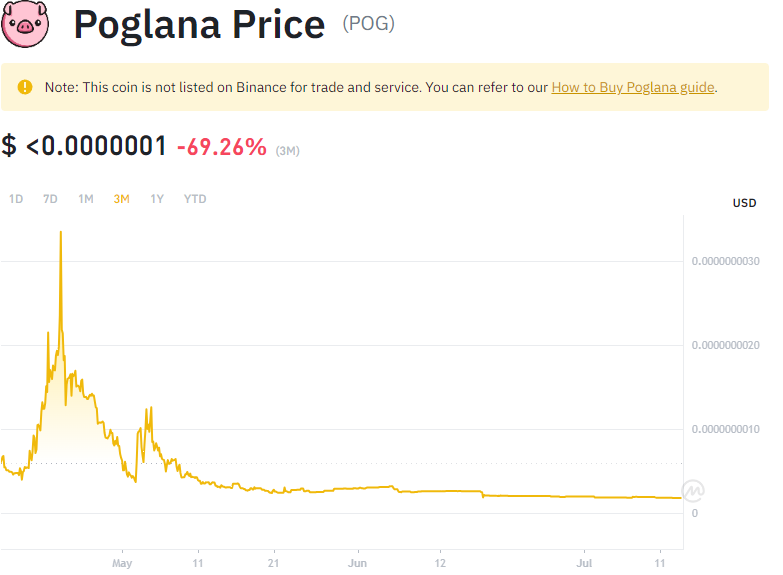 Poglana Price (POG)
Note: This coin is not listed on Binance for trade and service. You can refer to our How to Buy Poglana guide.
$ <0.0000001 -69.26% (3M)
1D 7D 1M 3M 1Y YTD
USD
0.0000000030
0.0000000020
0.0000000010
0
May 11 21 Jun 12 Jul 11